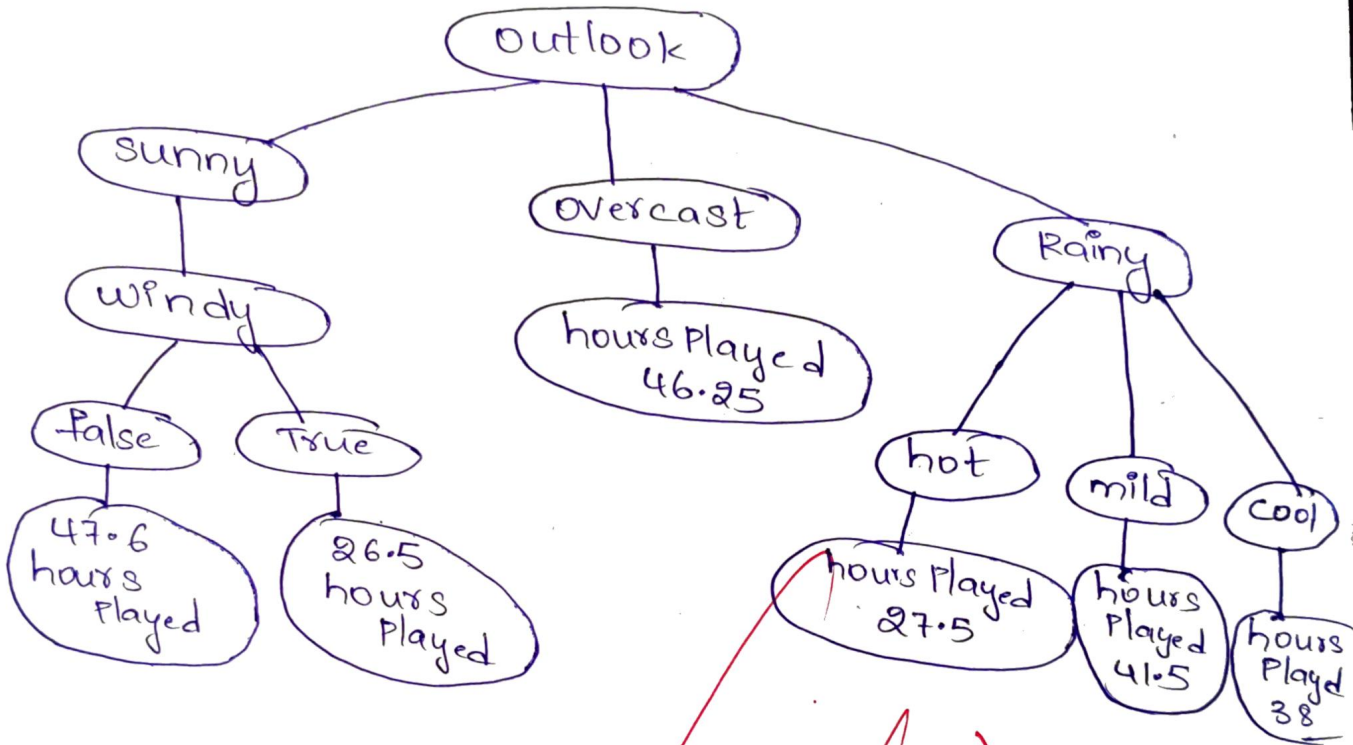 outlook
sunny
overcast
Rainy
windy
hours Played
46.25
false
True
hot
mild
cool
47.6
hours
Played
26.5
hours
Played
hours Played
27.5
hours
Played
41.5
hours
Playd
38